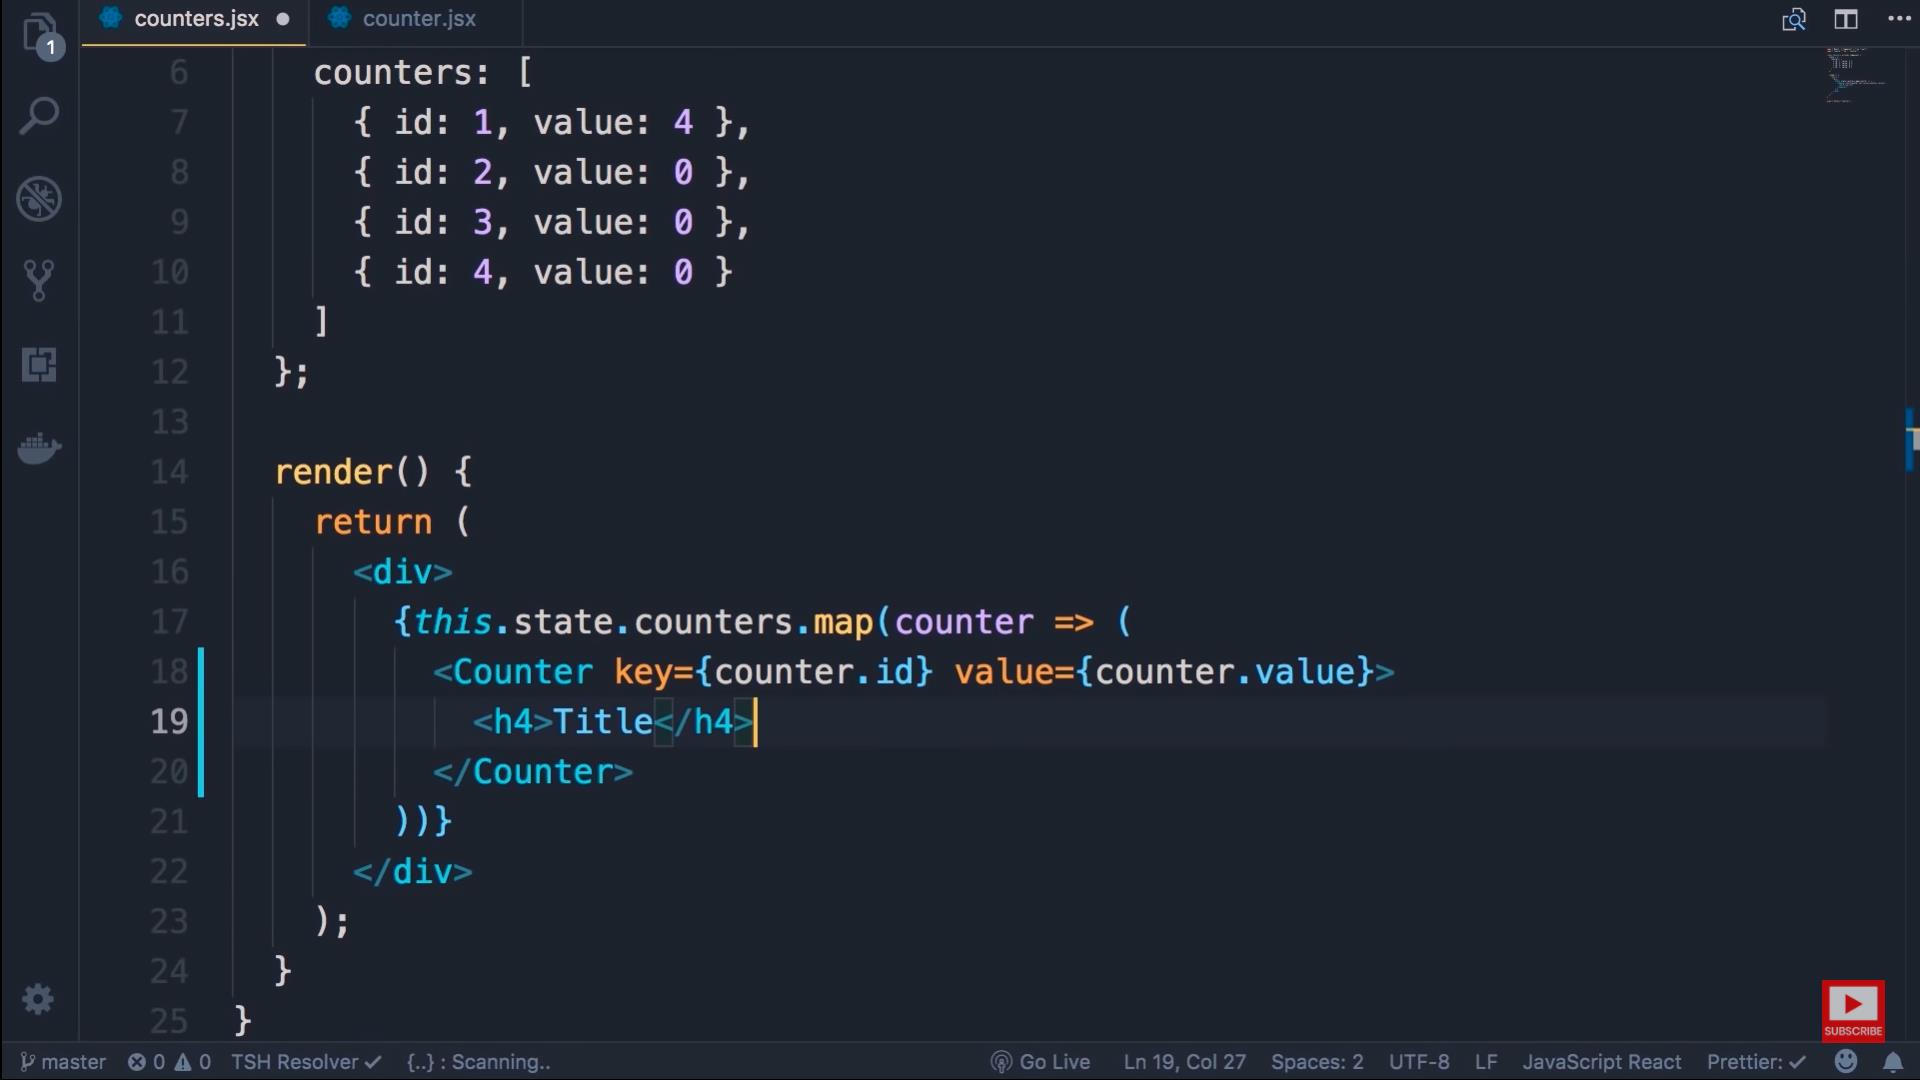 counters.jsx ● counter.jsx
1
6 counters: [
7 { id: 1, value: 4 },
8 { id: 2, value: 0 },
9 { id: 3, value: 0 },
10 { id: 4, value: 0 }
11 ]
12 };
13
14 render() {
15 return (
16 <div>
17 {this.state.counters.map(counter => (
18 <Counter key={counter.id} value={counter.value}>
19 <h4>Title</h4>
20 </Counter>
21 ))}
22 </div>
23 );
24 }
25 }
SUBSCRIBE
master 0 0 TSH Resolver ✓ {..} : Scanning.. Go Live Ln 19, Col 27 Spaces: 2 UTF-8 LF JavaScript React Prettier: ✓